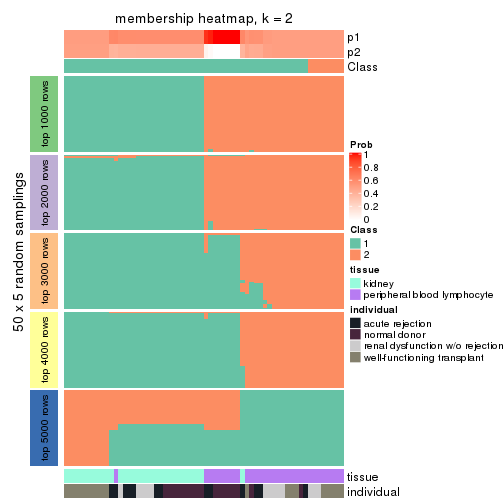 membership heatmap, k = 2
p1
p2
Class
50 x 5 random samplings
top 1000 rows
top 2000 rows
top 3000 rows
top 4000 rows
top 5000 rows
Prob
1
0.8
0.6
0.4
0.2
0
Class
1
2
tissue
kidney
peripheral blood lymphocyte
individual
acute rejection
normal donor
renal dysfunction w/o rejection
well-functioning transplant
tissue
individual